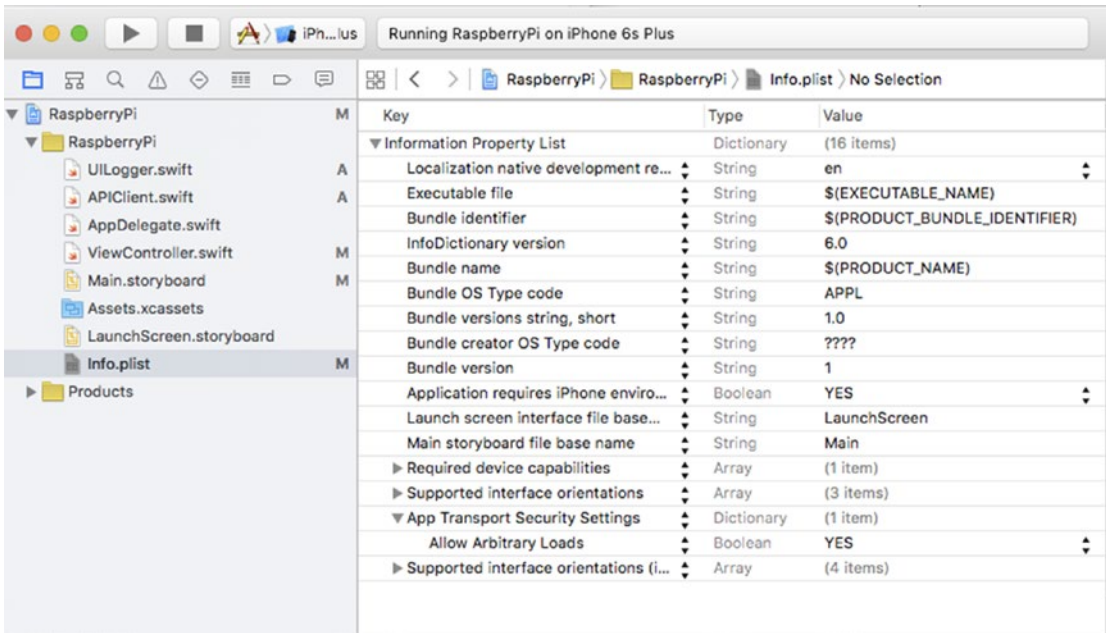 iPh...lus
Running RaspberryPi on iPhone 6s Plus
RaspberryPi RaspberryPi Info.plist No Selection
RaspberryPi M
RaspberryPi
UILogger.swift A
APIClient.swift A
AppDelegate.swift
ViewController.swift M
Main.storyboard M
Assets.xcassets
LaunchScreen.storyboard
Info.plist M
Products
Key Type Value
Information Property List Dictionary (16 items)
Localization native development re... String en
Executable file String $(EXECUTABLE_NAME)
Bundle identifier String $(PRODUCT_BUNDLE_IDENTIFIER)
InfoDictionary version String 6.0
Bundle name String $(PRODUCT_NAME)
Bundle OS Type code String APPL
Bundle versions string, short String 1.0
Bundle creator OS Type code String ????
Bundle version String 1
Application requires iPhone enviro... Boolean YES
Launch screen interface file base... String LaunchScreen
Main storyboard file base name String Main
Required device capabilities Array (1 item)
Supported interface orientations Array (3 items)
App Transport Security Settings Dictionary (1 item)
Allow Arbitrary Loads Boolean YES
Supported interface orientations (i... Array (4 items)